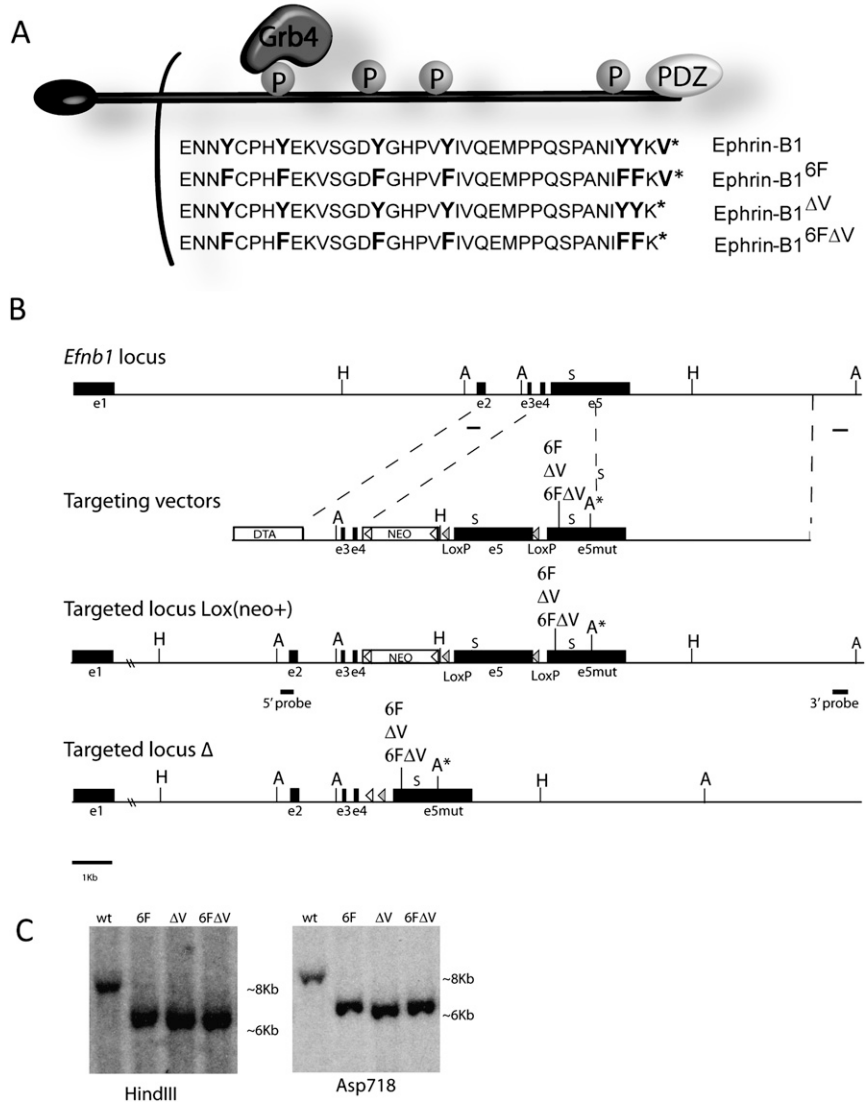 A
Grb4
P P P P PDZ
ENNYCPHYEKVSGDYGHPVYIVQEMPPQSPANIYYKV* Ephrin-B1
ENNFCPHFEKVSGDFGHPVFIVQEMPPQSPANIFFKV* Ephrin-B1 6F
ENNYCPHYEKVSGDYGHPVYIVQEMPPQSPANIYYK* Ephrin-B1 ΔV
ENNFCPHFEKVSGDFGHPVFIVQEMPPQSPANIFFK* Ephrin-B1 6FΔV
B
Efnb1 locus
H A A S H A
e1 e2 e3e4 e5
6F
ΔV S
Targeting vectors 6FΔV A*
A H S S
DTA NEO
e3e4 LoxP e5 LoxP e5mut
6F
ΔV
Targeted locus Lox(neo+) 6FΔV A*
H A A H S S H A
NEO
e1 e2 e3e4 LoxP e5 LoxP e5mut
5' probe 3' probe
6F
ΔV
Targeted locus Δ 6FΔV A*
H A A S H A
e1 e2 e3e4 e5mut
1Kb
C
wt 6F ΔV 6FΔV wt 6F ΔV 6FΔV
~8Kb ~8Kb
~6Kb ~6Kb
HindIII Asp718